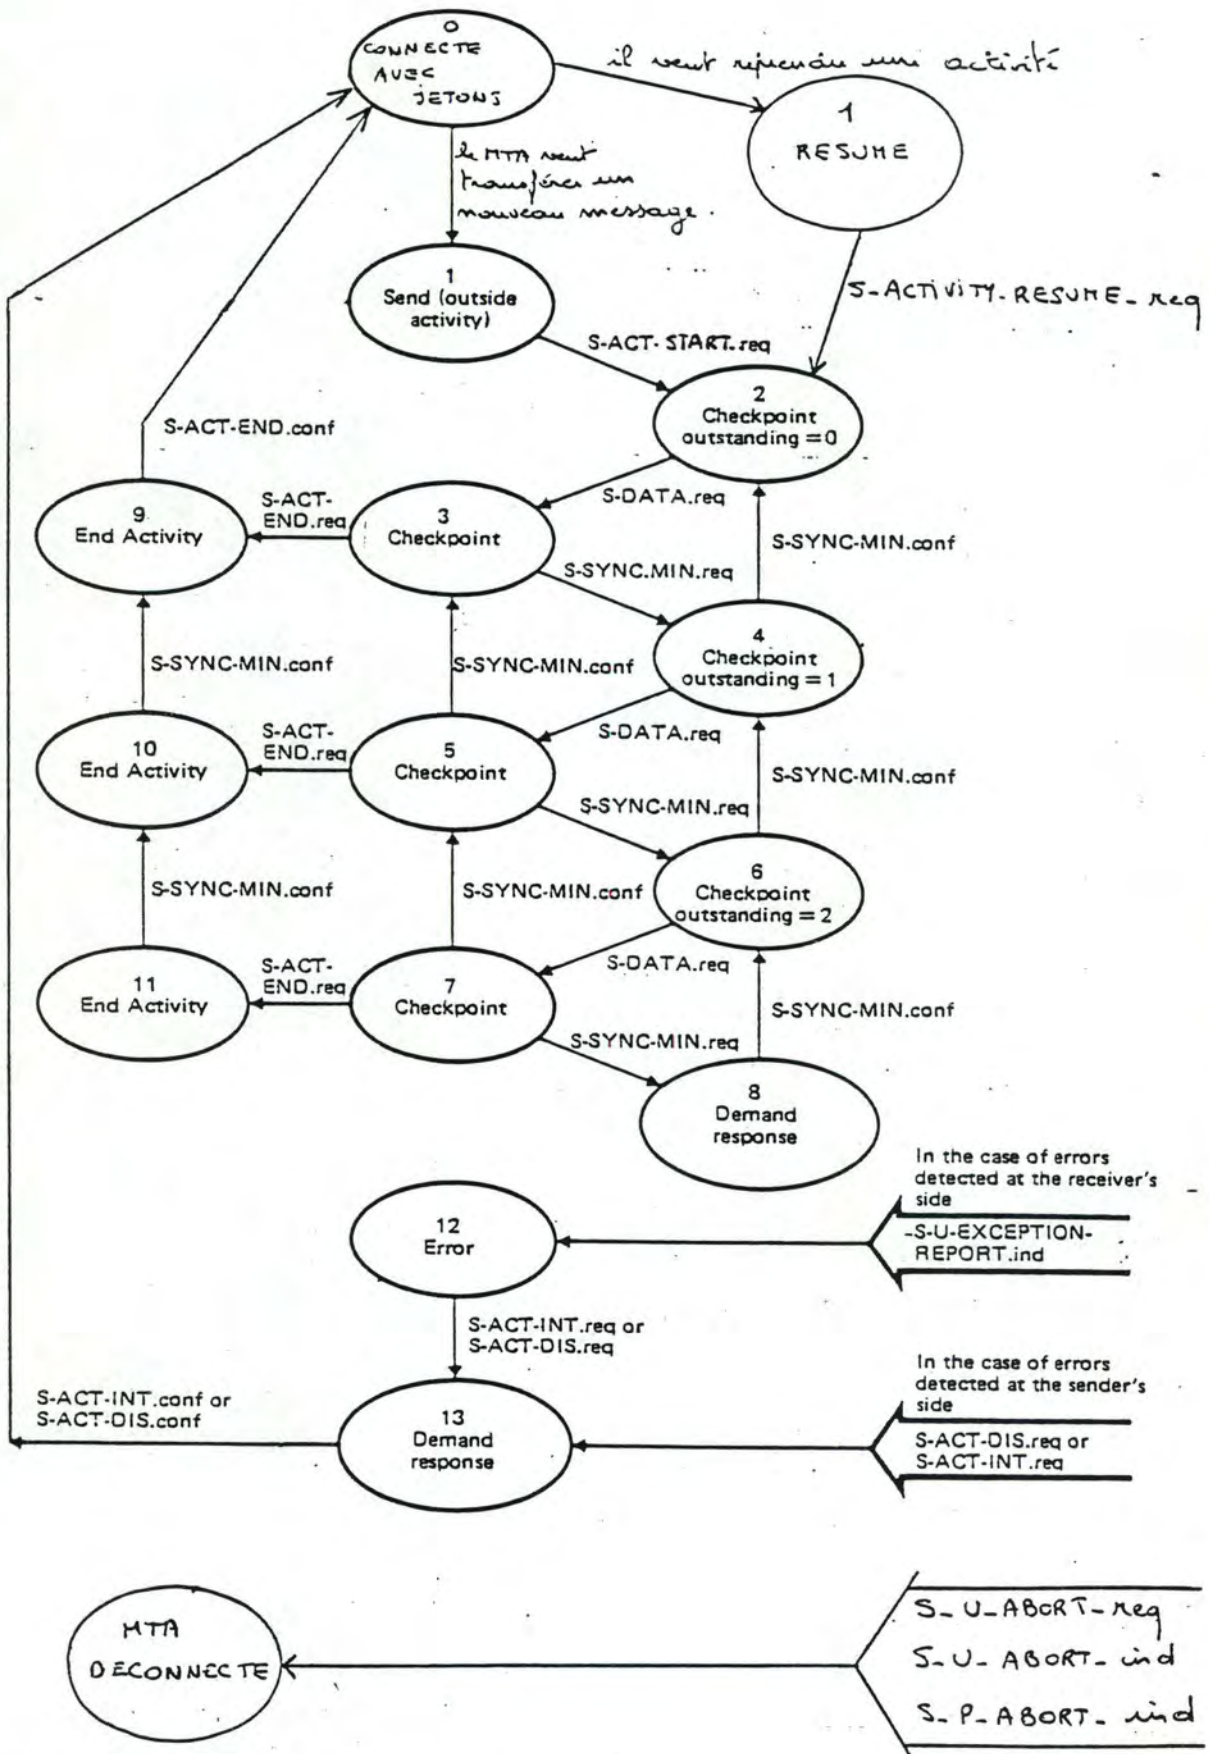 0
CONNECTE
AVEC
JETONS
il veut reprendre une activité
1
RESUME
le MTA veut
transférer un
nouveau message.
1
Send (outside
activity)
S-ACTIVITY-RESUME-req
S-ACT-START.req
2
Checkpoint
outstanding = 0
S-ACT-END.conf
S-DATA.req
9
End Activity
S-ACT-
END.req
3
Checkpoint
S-SYNC-MIN.conf
S-SYNC.MIN.req
4
Checkpoint
outstanding = 1
S-SYNC-MIN.conf
S-SYNC-MIN.conf
S-DATA.req
10
End Activity
S-ACT-
END.req
5
Checkpoint
S-SYNC-MIN.conf
S-SYNC-MIN.req
6
Checkpoint
outstanding = 2
S-SYNC-MIN.conf
S-SYNC-MIN.conf
S-DATA.req
11
End Activity
S-ACT-
END.req
7
Checkpoint
S-SYNC-MIN.conf
S-SYNC-MIN.req
8
Demand
response
In the case of errors
detected at the receiver's
side
-S-U-EXCEPTION-
REPORT.ind
12
Error
S-ACT-INT.req or
S-ACT-DIS.req
In the case of errors
detected at the sender's
side
S-ACT-DIS.req or
S-ACT-INT.req
S-ACT-INT.conf or
S-ACT-DIS.conf
13
Demand
response
MTA
DECONNECTE
S-U-ABORT-req
S-U-ABORT-ind
S-P-ABORT-ind